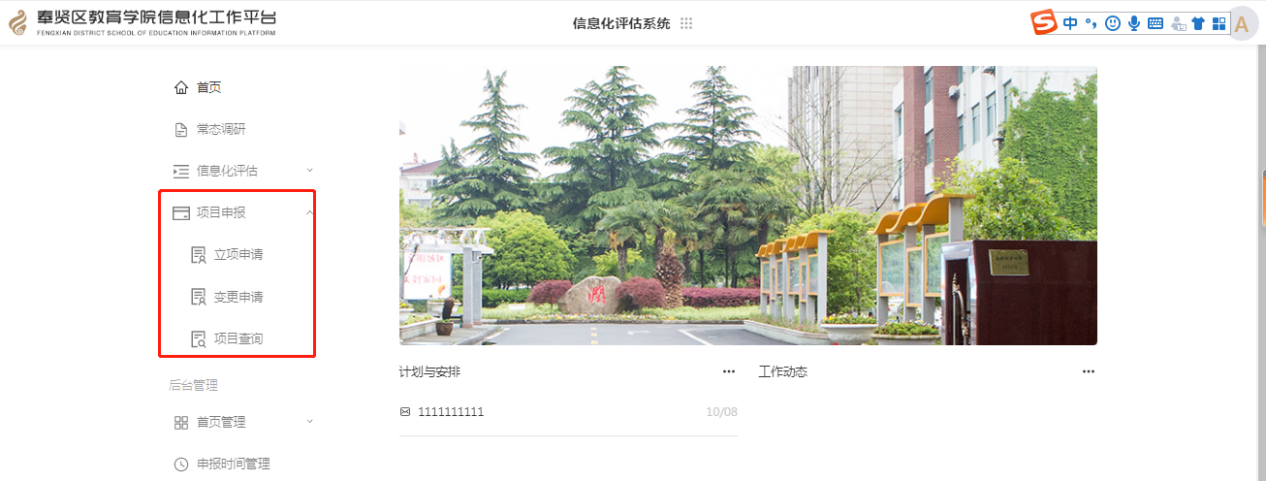 奉贤区教育学院信息化工作平台
FENGXIAN DISTRICT SCHOOL OF EDUCATION INFORMATION PLATFORM
信息化评估系统
S 中
A
首页
常态调研
信息化评估
项目申报
立项申请
变更申请
项目查询
后台管理
首页管理
申报时间管理
计划与安排
工作动态
1111111111
10/08